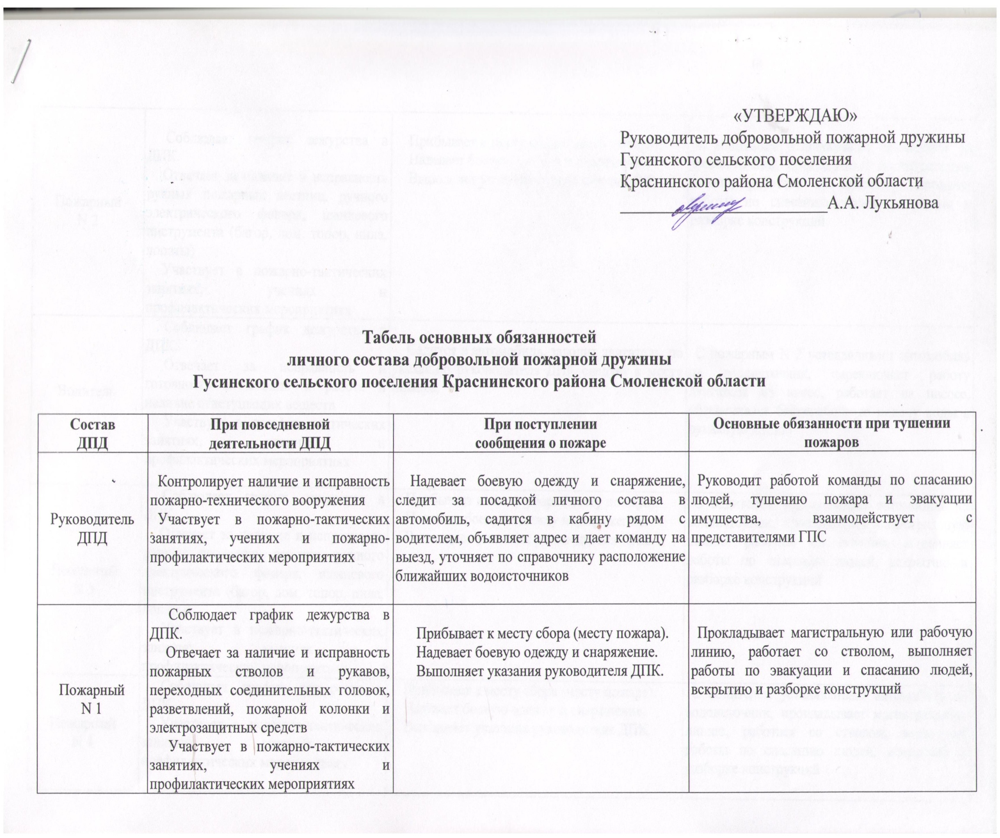 «УТВЕРЖДАЮ»
Руководитель добровольной пожарной дружины
Гусинского сельского поселения
Краснинского района Смоленской области
А.А. Лукьянова
Табель основных обязанностей
личного состава добровольной пожарной дружины
Гусинского сельского поселения Краснинского района Смоленской области
Состав
ДПД
При повседневной
деятельности ДПД
При поступлении
сообщения о пожаре
Основные обязанности при тушении
пожаров
Руководитель
ДПД
Контролирует наличие и исправность
пожарно-технического вооружения
Участвует в пожарно-тактических
занятиях, учениях и пожарно-
профилактических мероприятиях
Надевает боевую одежду и снаряжение,
следит за посадкой личного состава в
автомобиль, садится в кабину рядом с
водителем, объявляет адрес и дает команду на
выезд, уточняет по справочнику расположение
ближайших водоисточников
Руководит работой команды по спасанию
людей, тушению пожара и эвакуации
имущества, взаимодействует с
представителями ГПС
Пожарный
N 1
Соблюдает график дежурства в
ДПК.
Отвечает за наличие и исправность
пожарных стволов и рукавов,
переходных соединительных головок,
разветвлений, пожарной колонки и
электрозащитных средств
Участвует в пожарно-тактических
занятиях, учениях и
профилактических мероприятиях
Прибывает к месту сбора (месту пожара).
Надевает боевую одежду и снаряжение.
Выполняет указания руководителя ДПК.
Прокладывает магистральную или рабочую
линию, работает со стволом, выполняет
работы по эвакуации и спасанию людей,
вскрытию и разборке конструкций